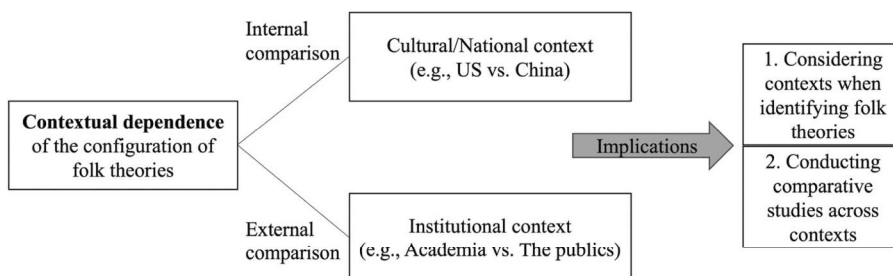 Internal
comparison
Cultural/National context
(e.g., US vs. China)
Contextual dependence
of the configuration of
folk theories
External
comparison
Institutional context
(e.g., Academia vs. The publics)
Implications
1. Considering
contexts when
identifying folk
theories
2. Conducting
comparative
studies across
contexts